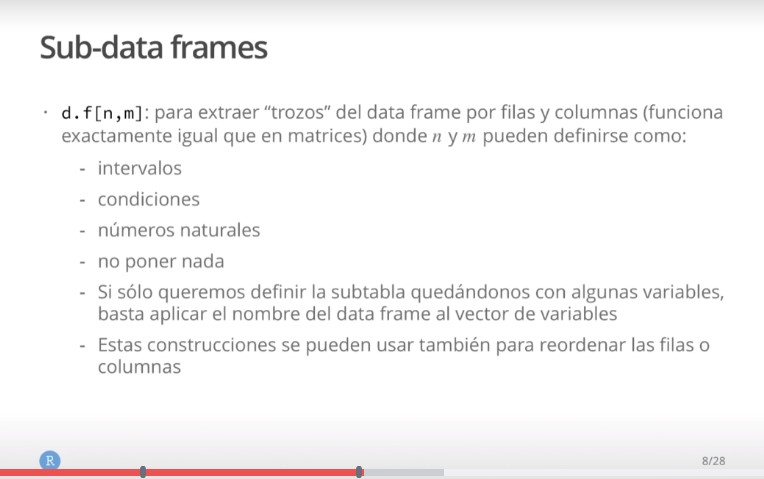 Sub-data frames
· d.f[n,m]: para extraer “trozos” del data frame por filas y columnas (funciona
exactamente igual que en matrices) donde n y m pueden definirse como:
- intervalos
- condiciones
- números naturales
- no poner nada
- Si sólo queremos definir la subtabla quedándonos con algunas variables,
basta aplicar el nombre del data frame al vector de variables
- Estas construcciones se pueden usar también para reordenar las filas o
columnas
R
8/28